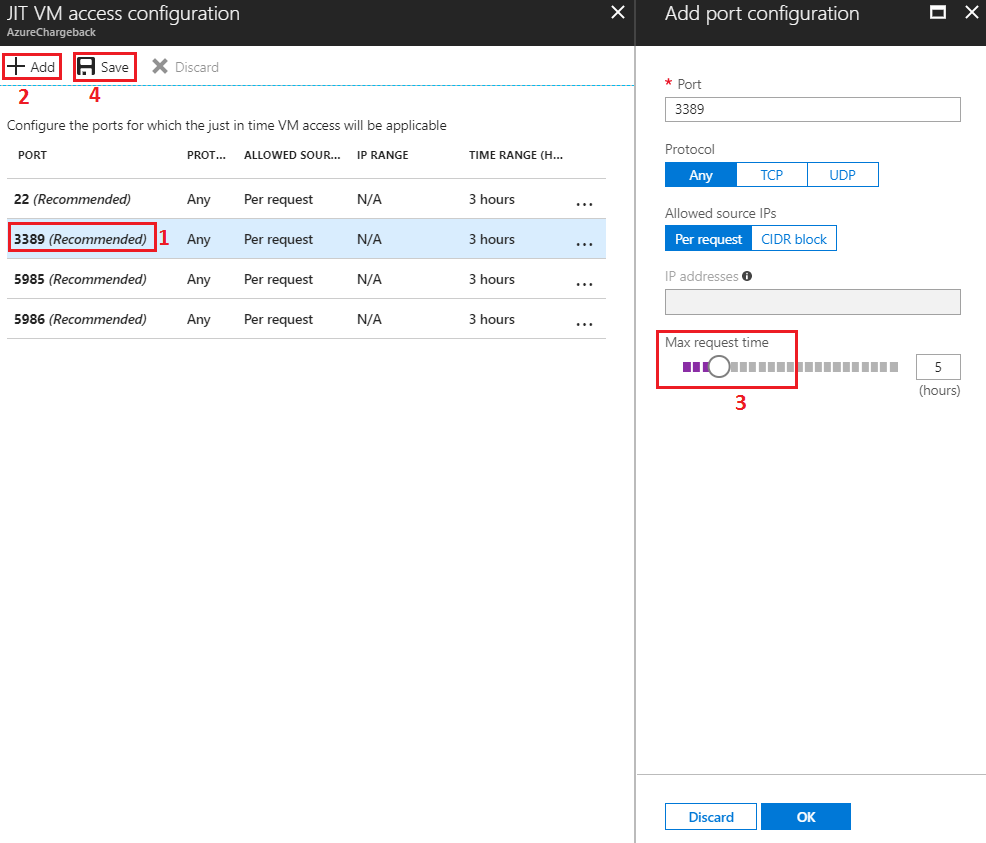 JIT VM access configuration
AzureChargeback
Add
Save
Discard
2
4
Configure the ports for which the just in time VM access will be applicable
PORT PROT... ALLOWED SOUR... IP RANGE TIME RANGE (H...
22 (Recommended) Any Per request N/A 3 hours ...
3389 (Recommended) 1 Any Per request N/A 3 hours ...
5985 (Recommended) Any Per request N/A 3 hours ...
5986 (Recommended) Any Per request N/A 3 hours ...
Add port configuration
* Port
3389
Protocol
Any TCP UDP
Allowed source IPs
Per request CIDR block
IP addresses
Max request time
5
(hours)
3
Discard OK